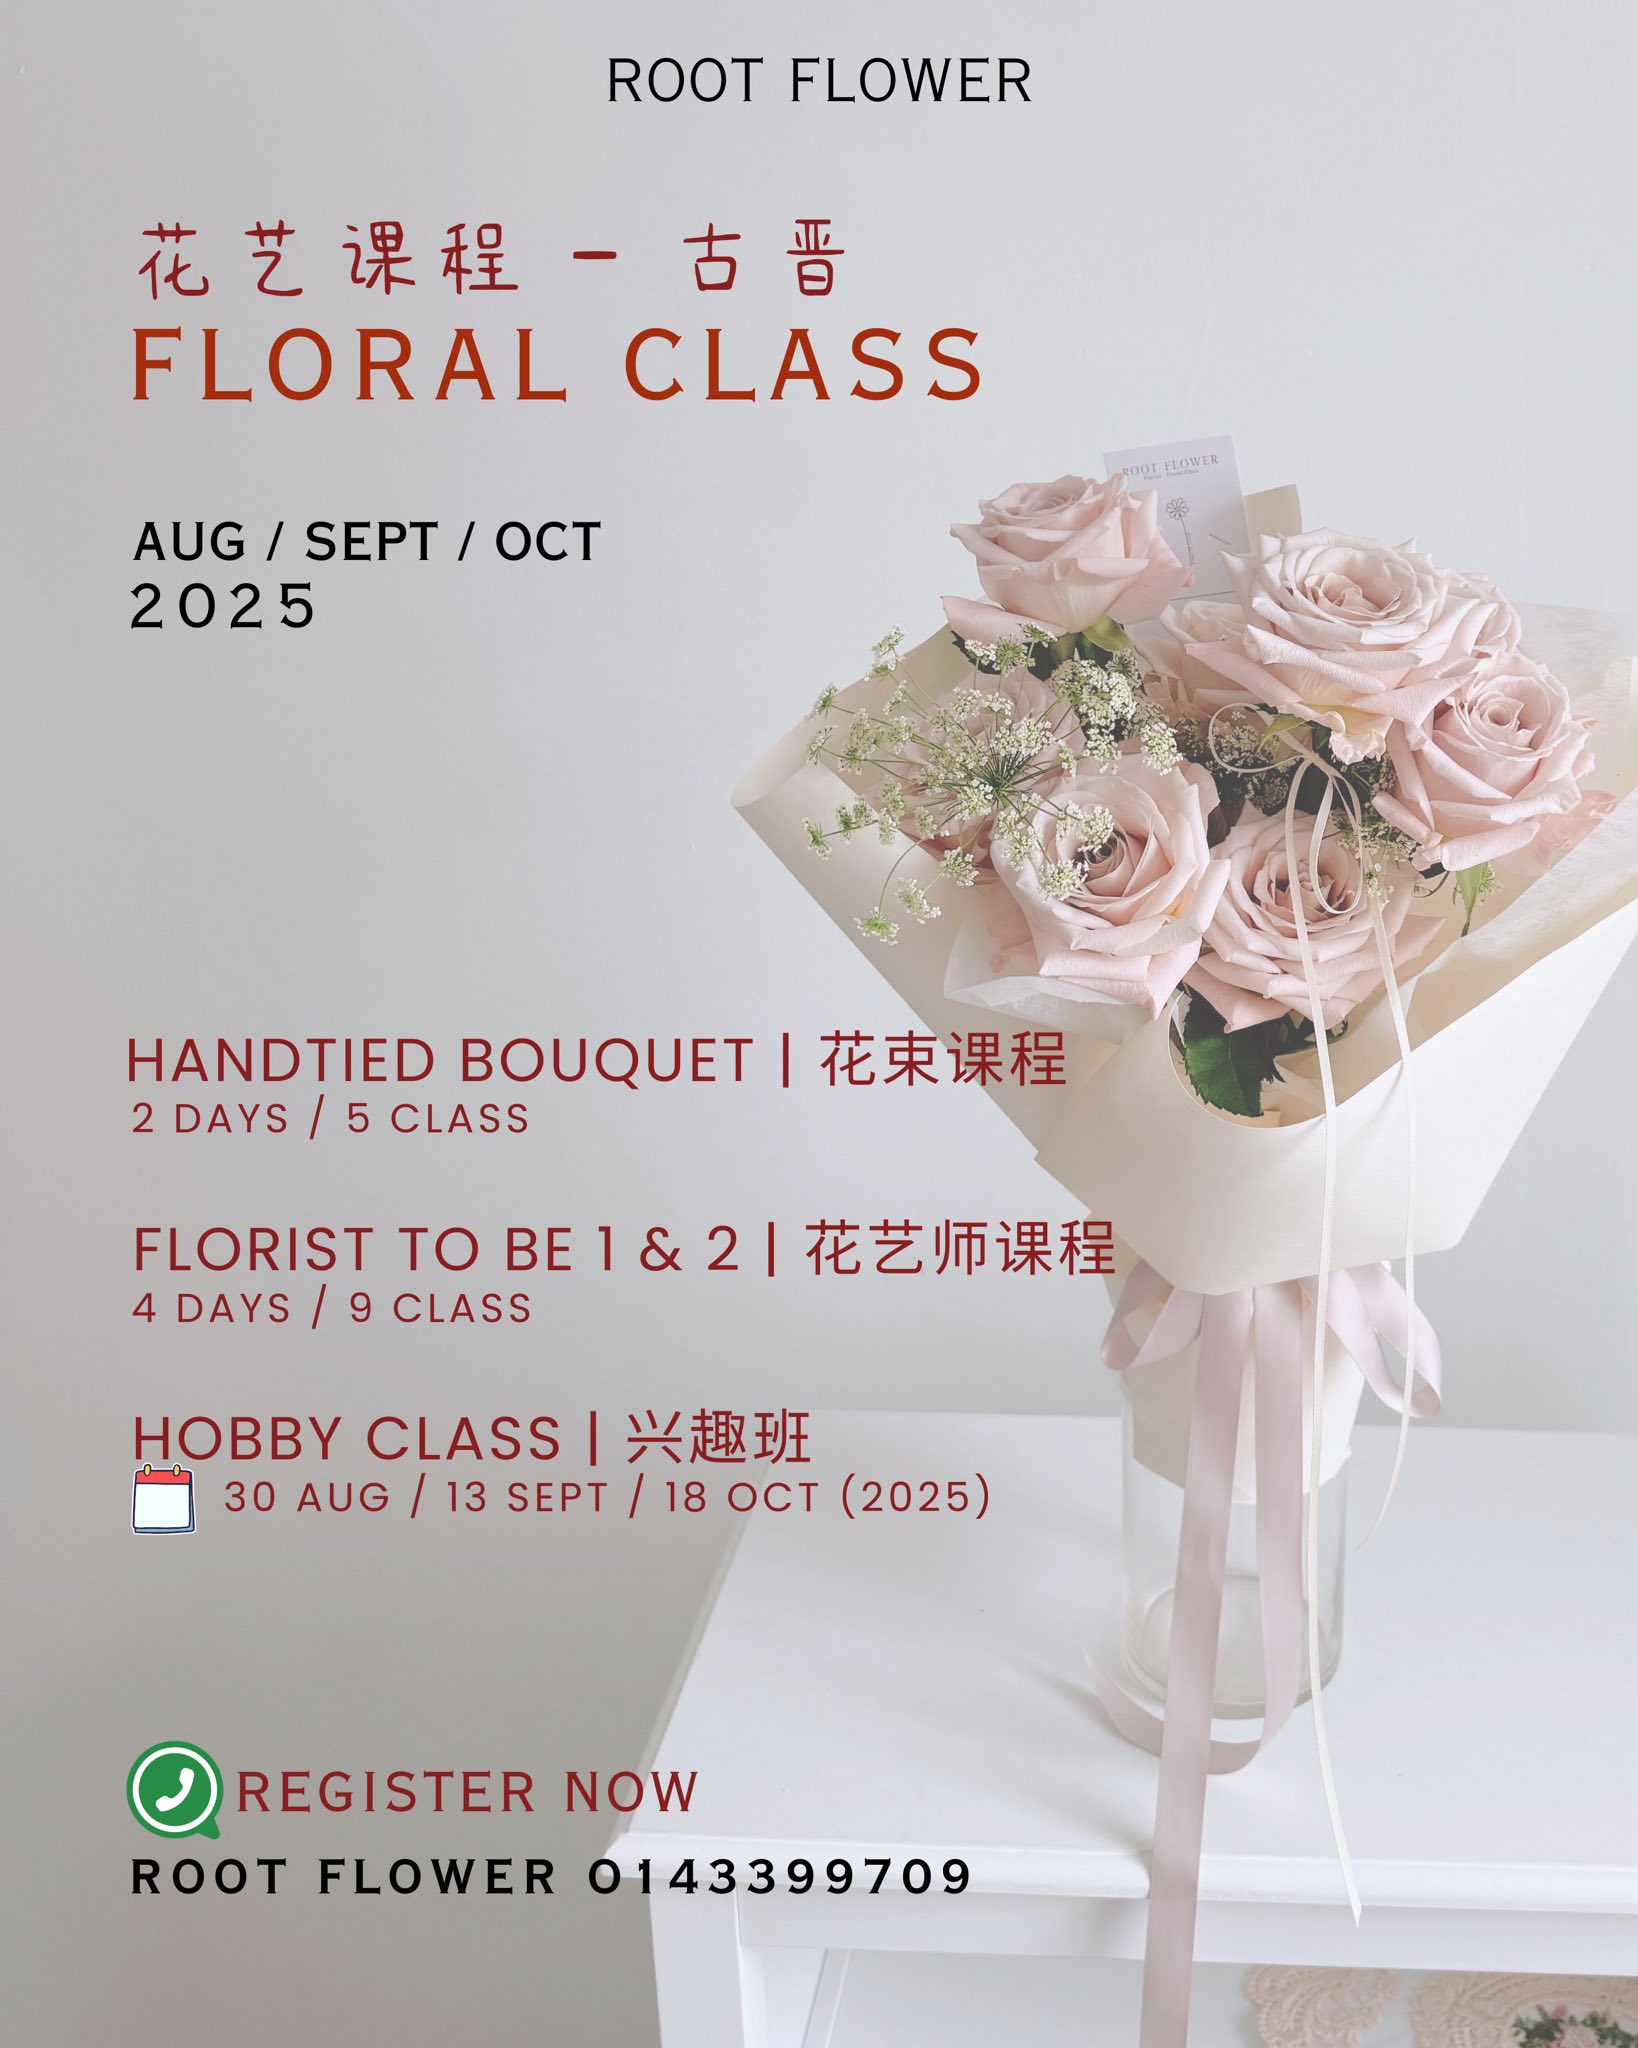 ROOT FLOWER
花艺课程 - 古晋
FLORAL CLASS
AUG / SEPT / OCT
2025
ROOT FLOWER
HANDTIED BOUQUET | 花束课程
2 DAYS / 5 CLASS
FLORIST TO BE 1 & 2 | 花艺师课程
4 DAYS / 9 CLASS
HOBBY CLASS | 兴趣班
30 AUG / 13 SEPT / 18 OCT (2025)
REGISTER NOW
ROOT FLOWER 0143399709